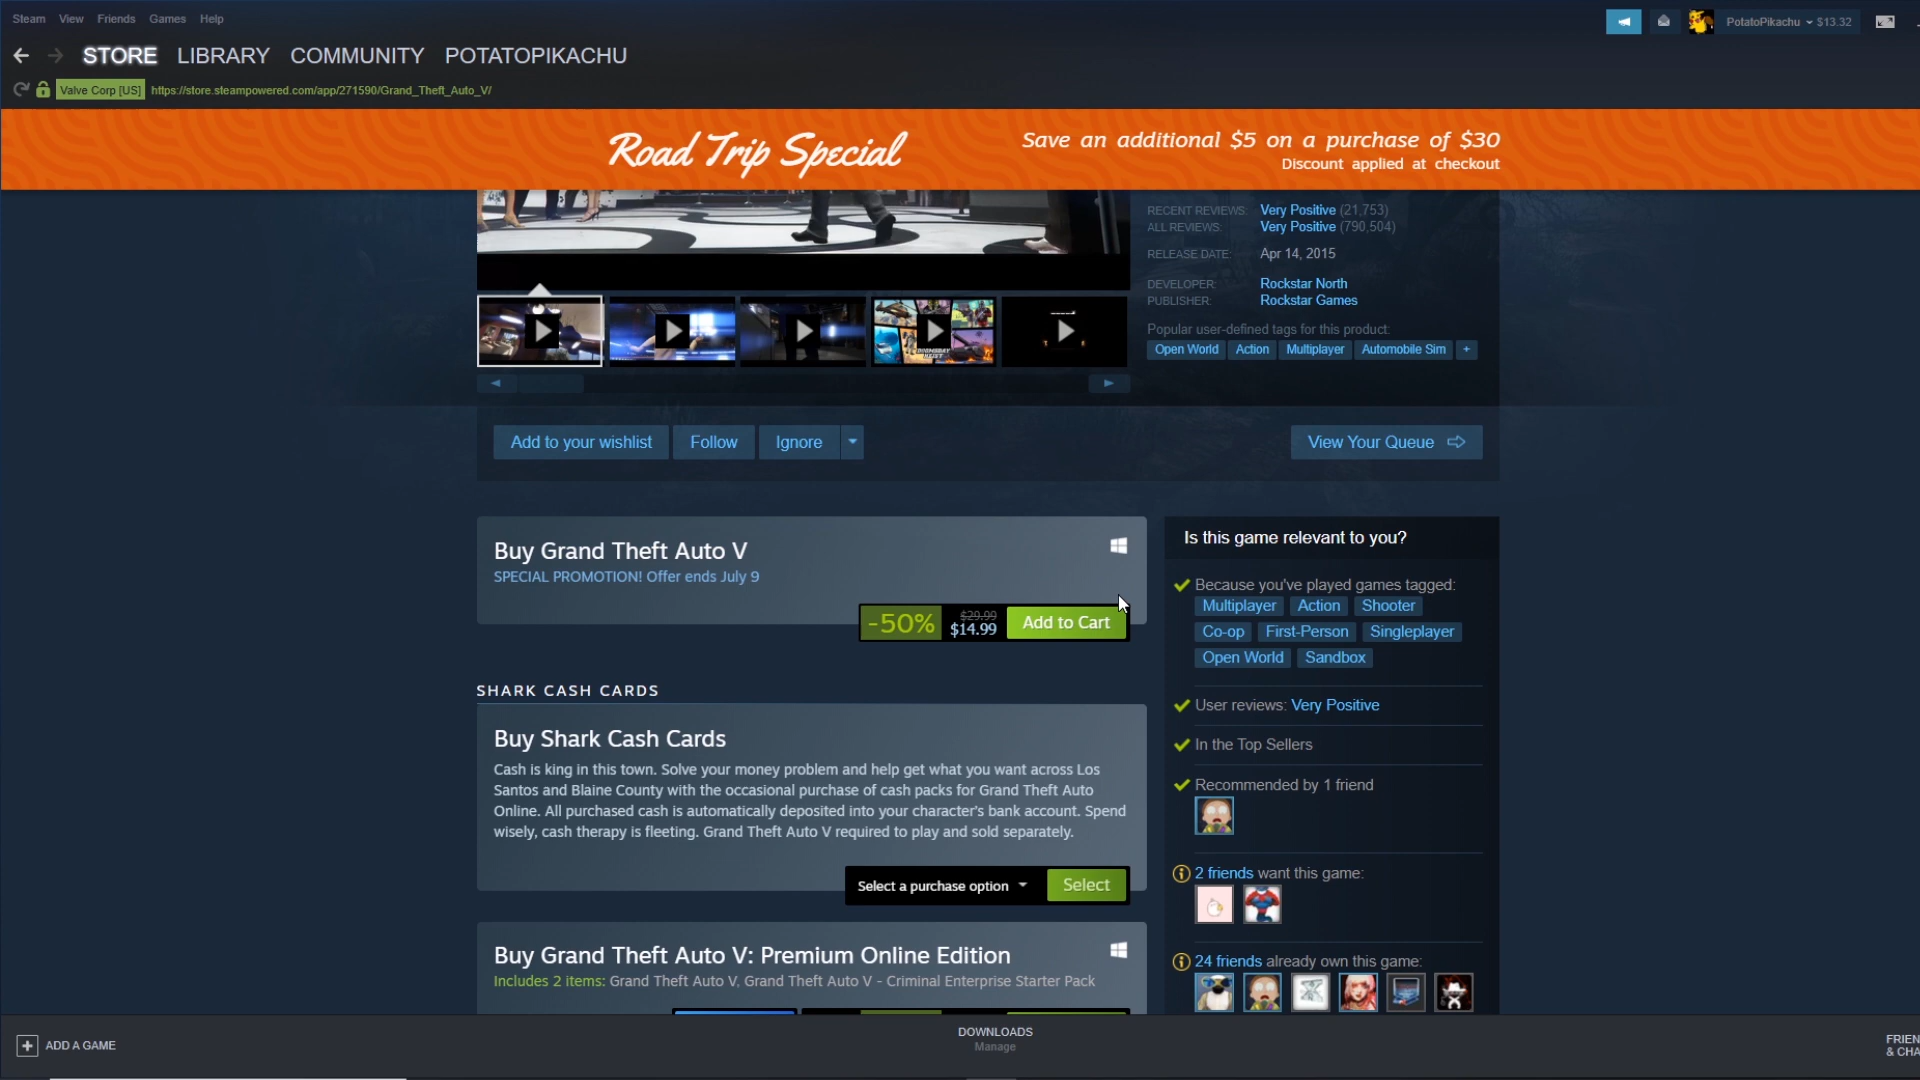 Steam View Friends Games Help
PotatoPikachu $13.32
STORE LIBRARY COMMUNITY POTATOPIKACHU
Valve Corp [US] https://store.steampowered.com/app/271590/Grand_Theft_Auto_V/
Road Trip Special
Save an additional $5 on a purchase of $30
Discount applied at checkout
RECENT REVIEWS: Very Positive (21,753)
ALL REVIEWS: Very Positive (790,504)
RELEASE DATE: Apr 14, 2015
DEVELOPER: Rockstar North
PUBLISHER: Rockstar Games
Popular user-defined tags for this product:
Open World Action Multiplayer Automobile Sim +
Add to your wishlist Follow Ignore
View Your Queue
Buy Grand Theft Auto V
SPECIAL PROMOTION! Offer ends July 9
-50% $29.99 $14.99 Add to Cart
SHARK CASH CARDS
Buy Shark Cash Cards
Cash is king in this town. Solve your money problem and help get what you want across Los
Santos and Blaine County with the occasional purchase of cash packs for Grand Theft Auto
Online. All purchased cash is automatically deposited into your character's bank account. Spend
wisely, cash therapy is fleeting. Grand Theft Auto V required to play and sold separately.
Select a purchase option Select
Buy Grand Theft Auto V: Premium Online Edition
Includes 2 items: Grand Theft Auto V, Grand Theft Auto V - Criminal Enterprise Starter Pack
Is this game relevant to you?
Because you've played games tagged:
Multiplayer Action Shooter
Co-op First-Person Singleplayer
Open World Sandbox
User reviews: Very Positive
In the Top Sellers
Recommended by 1 friend
2 friends want this game:
24 friends already own this game:
+ ADD A GAME
DOWNLOADS
Manage
FRIEN
& CHA